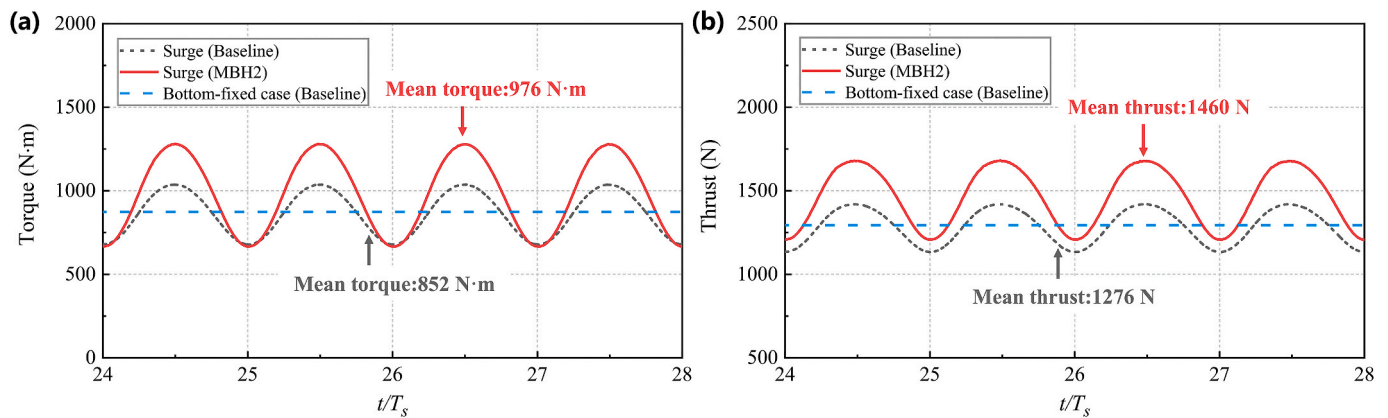 (a)
2000
1500
1000
500
0
Torque (N·m)
Surge (Baseline)
Surge (MBH2)
Bottom-fixed case (Baseline)
Mean torque:976 N·m
Mean torque:852 N·m
24
25
26
27
28
t/Ts
(b)
2500
2000
1500
1000
500
Thrust (N)
Surge (Baseline)
Surge (MBH2)
Bottom-fixed case (Baseline)
Mean thrust:1460 N
Mean thrust:1276 N
24
25
26
27
28
t/Ts